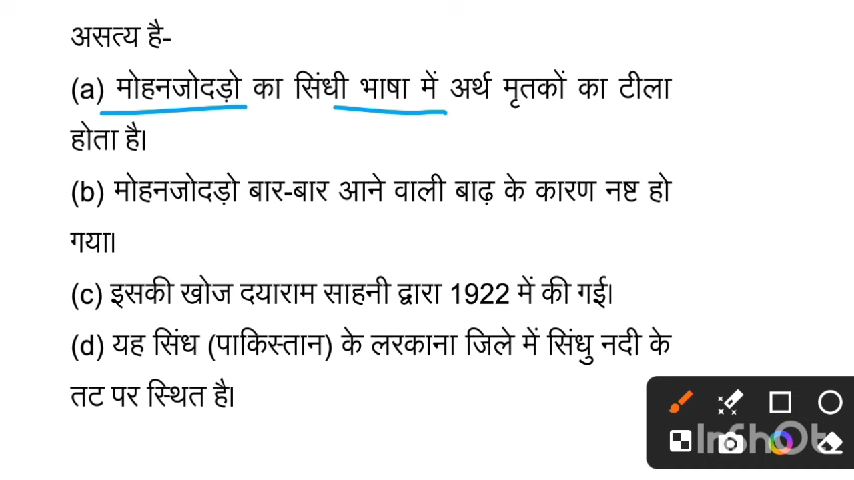 असत्य है-
(a) मोहनजोदड़ो का सिंधी भाषा में अर्थ मृतकों का टीला
होता है।
(b) मोहनजोदड़ो बार-बार आने वाली बाढ़ के कारण नष्ट हो
गया।
(c) इसकी खोज दयाराम साहनी द्वारा 1922 में की गई।
(d) यह सिंध (पाकिस्तान) के लरकाना जिले में सिंधु नदी के
तट पर स्थित है।
InShOt